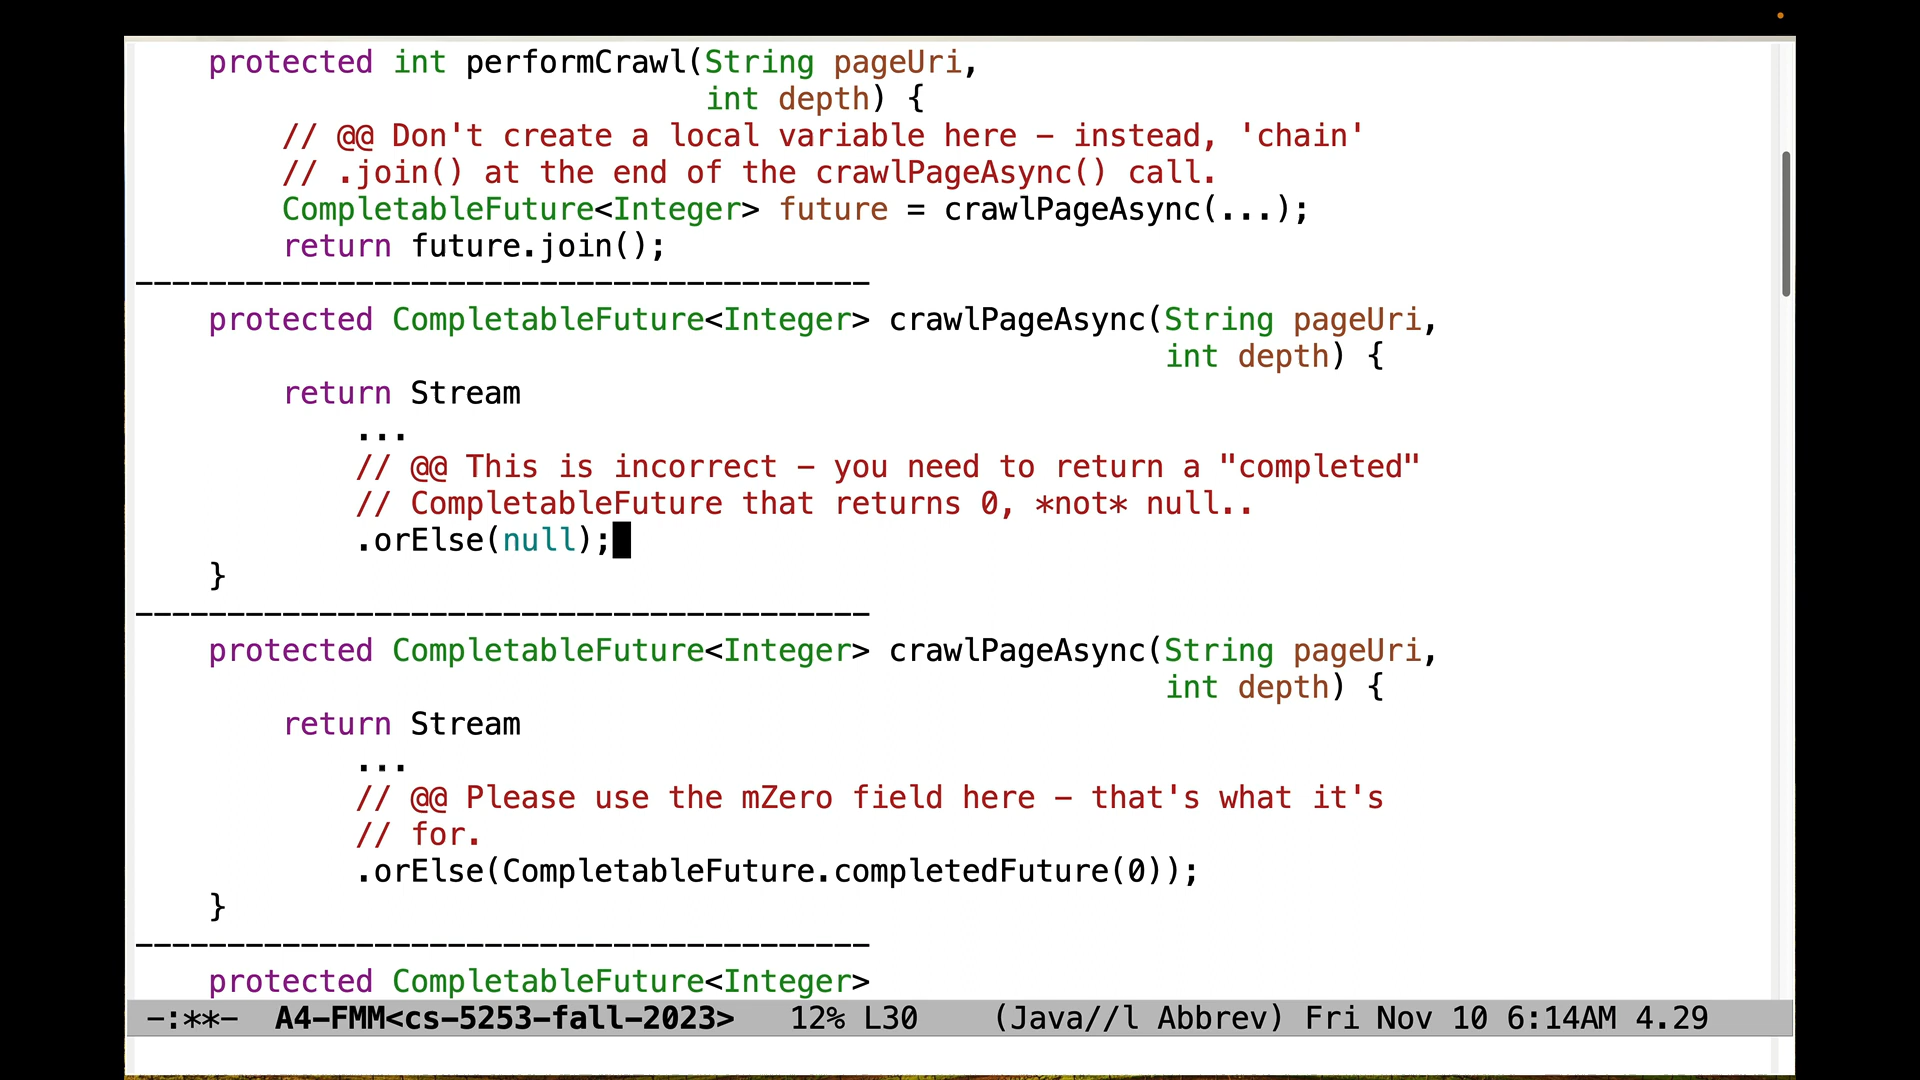 protected int performCrawl(String pageUri,
int depth) {
// @@ Don't create a local variable here – instead, 'chain'
// .join() at the end of the crawlPageAsync() call.
CompletableFuture<Integer> future = crawlPageAsync(...);
return future.join();
----------------------------------------
protected CompletableFuture<Integer> crawlPageAsync(String pageUri,
int depth) {
return Stream
...
// @@ This is incorrect – you need to return a "completed"
// CompletableFuture that returns 0, *not* null..
.orElse(null);
}
----------------------------------------
protected CompletableFuture<Integer> crawlPageAsync(String pageUri,
int depth) {
return Stream
...
// @@ Please use the mZero field here – that's what it's
// for.
.orElse(CompletableFuture.completedFuture(0));
}
----------------------------------------
protected CompletableFuture<Integer>
-:**- A4-FMM<cs-5253-fall-2023> 12% L30 (Java//l Abbrev) Fri Nov 10 6:14AM 4.29